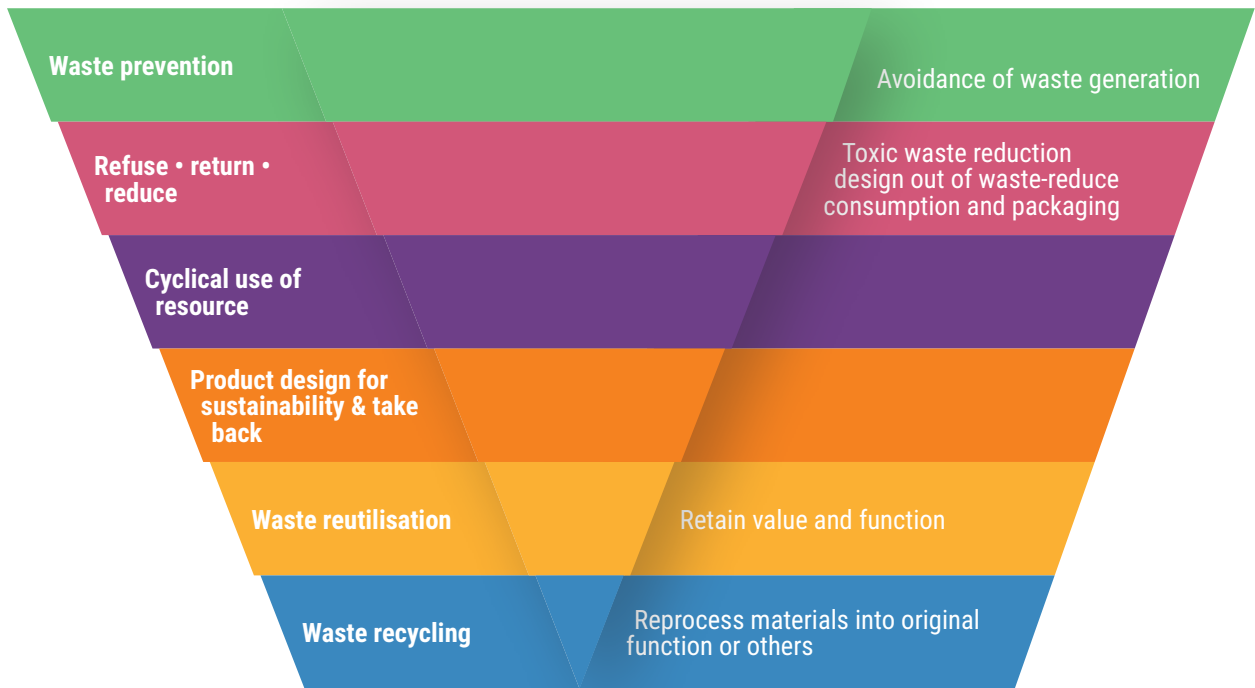 Waste prevention
Avoidance of waste generation
Refuse • return •
reduce
Toxic waste reduction
design out of waste-reduce
consumption and packaging
Cyclical use of
resource
Product design for
sustainability & take
back
Waste reutilisation
Retain value and function
Waste recycling
Reprocess materials into original
function or others